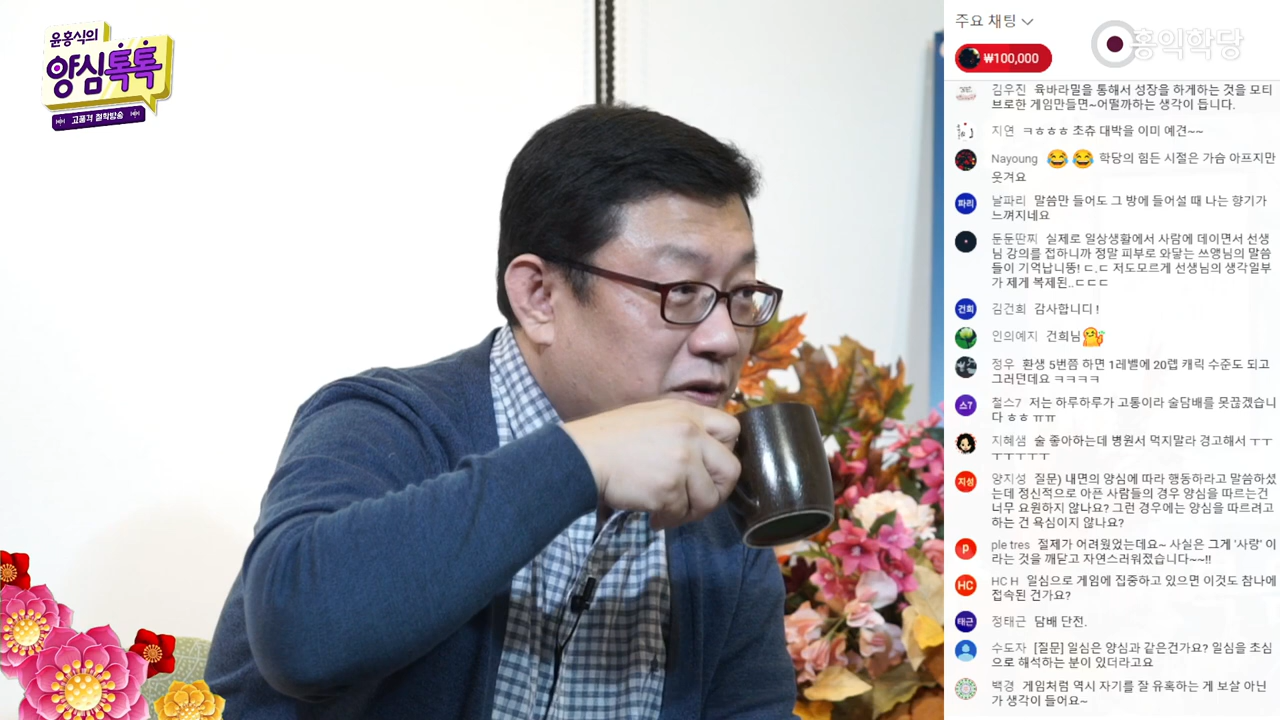 윤홍식의
양심톡톡
고품격 철학방송
주요 채팅
홍익학당
₩100,000
김우진 육바라밀을 통해서 성장을 하게하는 것을 모티
브로한 게임만들면~어떨까하는 생각이 듭니다.
지연 ㅋㅎㅎㅎ 초츄 대박을 이미 예견~~
Nayoung 😂😂 학당의 힘든 시절은 가슴 아프지만
웃겨요
파리 날파리 말씀만 들어도 그 방에 들어설 때 나는 향기가
느껴지네요
둔둔딴찌 실제로 일상생활에서 사람에 데이면서 선생
님 강의를 접하니까 정말 피부로 와닿는 쓰앵님의 말씀
들이 기억납니뚱! ㄷ.ㄷ 저도모르게 선생님의 생각일부
가 제게 복제된..ㄷㄷㄷ
건희 김건희 감사합니디 !
인의예지 건희님
정우 환생 5번쯤 하면 1레벨에 20렙 캐릭 수준도 되고
그러던데요 ㅋㅋㅋㅋ
스7 철스7 저는 하루하루가 고통이라 술담배를 못끊겠습니
다 ㅎㅎ ㅠㅠ
지혜샘 술 좋아하는데 병원서 먹지말라 경고해서 ㅜㅜ
ㅜㅜㅜㅜㅜㅜ
지성 양지성 질문) 내면의 양심에 따라 행동하라고 말씀하셨
는데 정신적으로 아픈 사람들의 경우 양심을 따르는건
너무 요원하지 않나요? 그런 경우에는 양심을 따르려고
하는 건 욕심이지 않나요?
p ple tres 절제가 어려웠었는데요~ 사실은 그게 '사랑' 이
라는 것을 깨닫고 자연스러워졌습니다~~!!
HC HC H 일심으로 게임에 집중하고 있으면 이것도 참나에
접속된 건가요?
태근 정태근 담배 단전.
수도자 [질문] 일심은 양심과 같은건가요? 일심을 초심
으로 해석하는 분이 있더라고요
백경 게임처럼 역시 자기를 잘 유혹하는 게 보살 아닌
가 생각이 들어요~